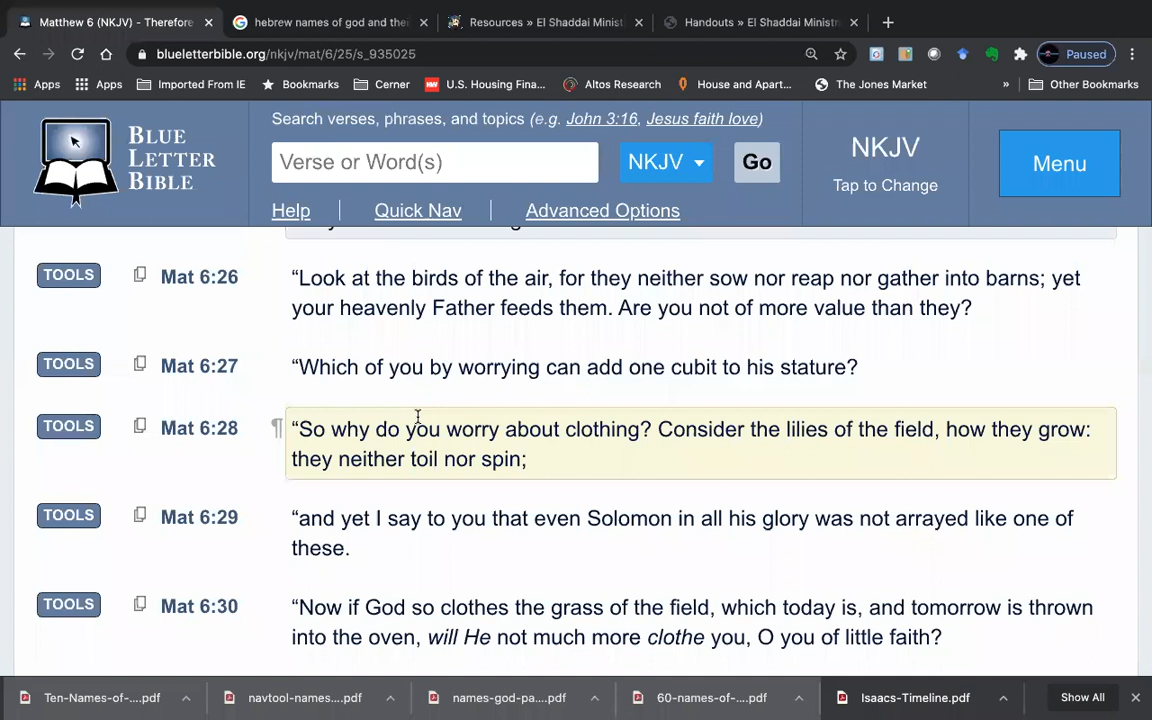 Matthew 6 (NKJV) - Therefore
hebrew names of god and thei
Resources » El Shaddai Minist
Handouts » El Shaddai Ministr
blueletterbible.org/nkjv/mat/6/25/s_935025
Paused
Apps
Apps
Imported From IE
Bookmarks
Cerner
U.S. Housing Fina...
Altos Research
House and Apart...
The Jones Market
»
Other Bookmarks
BLUE
LETTER
BIBLE
Search verses, phrases, and topics (e.g. John 3:16, Jesus faith love)
Verse or Word(s)
NKJV
Go
Help
Quick Nav
Advanced Options
NKJV
Tap to Change
Menu
TOOLS
Mat 6:26
“Look at the birds of the air, for they neither sow nor reap nor gather into barns; yet
your heavenly Father feeds them. Are you not of more value than they?
TOOLS
Mat 6:27
“Which of you by worrying can add one cubit to his stature?
TOOLS
Mat 6:28
¶ “So why do you worry about clothing? Consider the lilies of the field, how they grow:
they neither toil nor spin;
TOOLS
Mat 6:29
“and yet I say to you that even Solomon in all his glory was not arrayed like one of
these.
TOOLS
Mat 6:30
“Now if God so clothes the grass of the field, which today is, and tomorrow is thrown
into the oven, will He not much more clothe you, O you of little faith?
Ten-Names-of-....pdf
navtool-names....pdf
names-god-pa....pdf
60-names-of-....pdf
Isaacs-Timeline.pdf
Show All